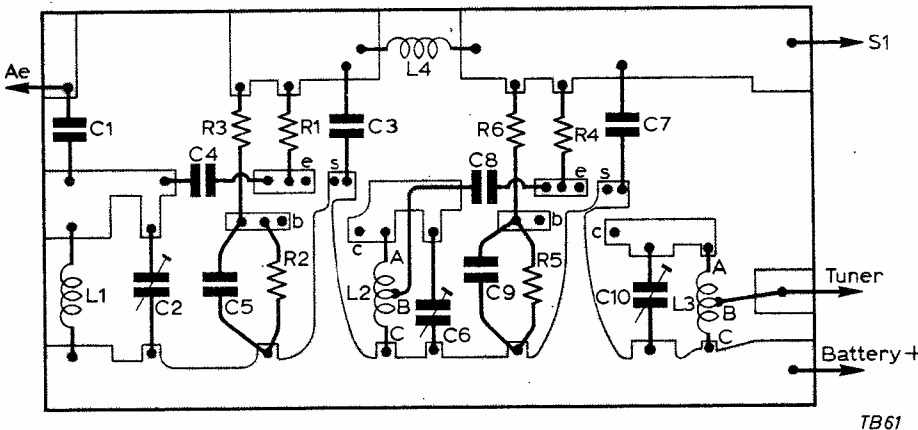 L4
S1
Ae
C1
R3
R1
C3
R6
R4
C7
C4
e
s
C8
e
s
b
b
c
c
R2
A
R5
A
L1
C2
C5
L2
B
C6
C9
C10
L3
B
Tuner
C
C
Battery+
TB61